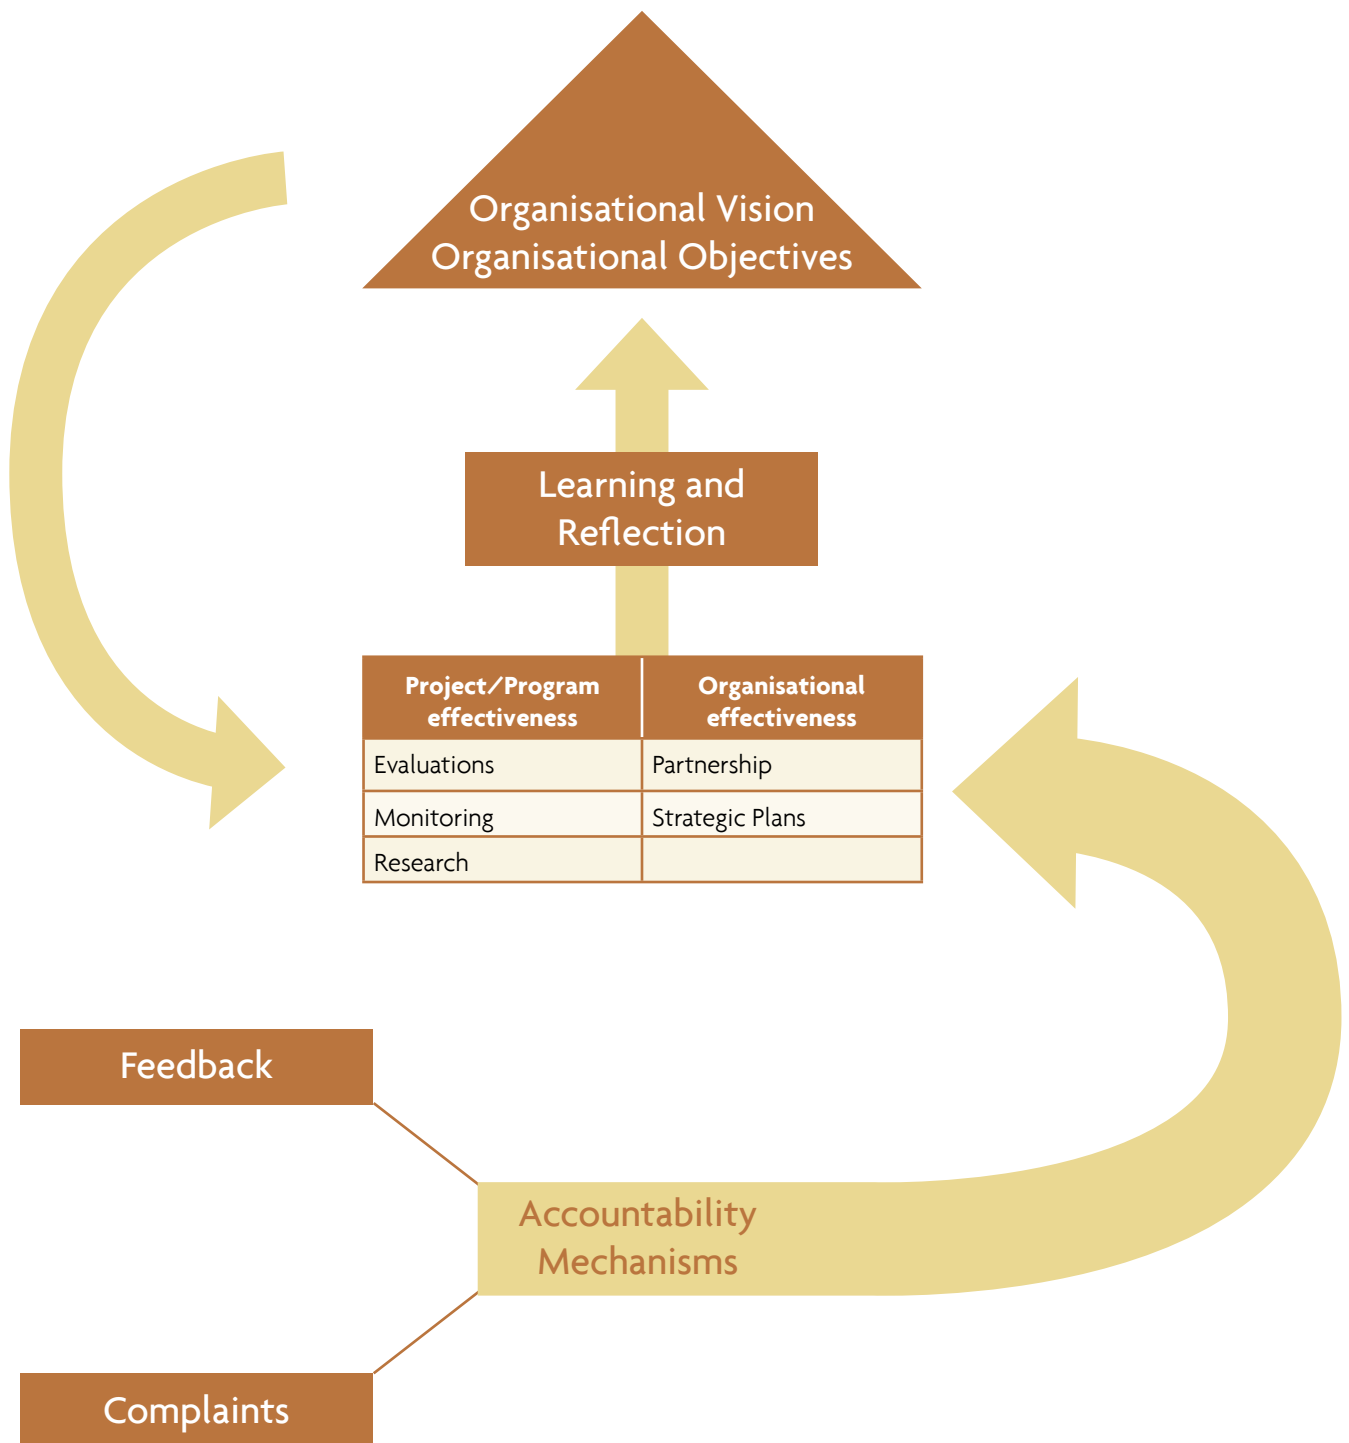 Organisational Vision
Organisational Objectives
Learning and
Reflection
Project/Program
effectiveness
Organisational
effectiveness
Evaluations
Partnership
Monitoring
Strategic Plans
Research
Feedback
Accountability
Mechanisms
Complaints